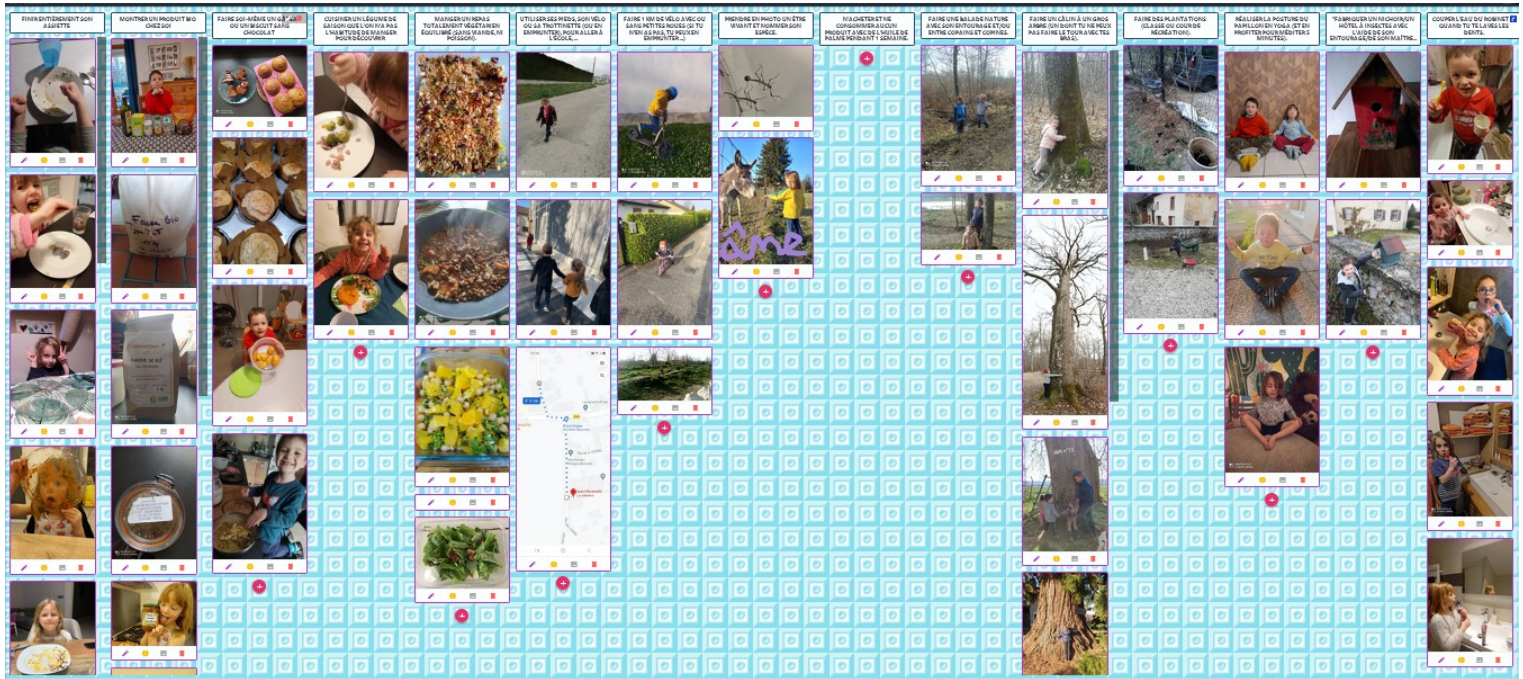 FINIR ENTIÈREMENT SON
ASSIETTE
MONTRER UN PRODUIT BIO
CHEZ SOI
FAIRE SOI-MÊME UN
OU UN BISCUIT SANS
CHOCOLAT
CUISINER UN LÉGUME DE
SAISON QUE L'ON N'A PAS
L'HABITUDE DE MANGER
POUR DÉCOUVRIR
MANGER UN REPAS
TOTALEMENT VÉGÉTARIEN
ÉQUILIBRÉ (SANS VIANDE, NI
POISSON).
UTILISER SES PIEDS, SON VÉLO
OU SA TROTTINETTE (OU EN
EMPRUNTER), POUR ALLER À
L'ÉCOLE,...
FAIRE 1 KM DE VÉLO AVEC OU
SANS PETITES ROUES (SI TU
N'EN AS PAS, TU PEUX EN
EMPRUNTER...)
PRENDRE EN PHOTO UN ÊTRE
VIVANT ET NOMMER SON
ESPÈCE.
N'ACHETER ET NE
CONSOMMER AUCUN
PRODUIT AVEC DE L'HUILE DE
PALME PENDANT 1 SEMAINE.
FAIRE UNE BALADE NATURE
AVEC SON ENTOURAGE ET/OU
ENTRE COPAINS ET COPINES.
FAIRE UN CÂLIN À UN GROS
ARBRE (UN DONT TU NE PEUX
PAS FAIRE LE TOUR AVEC TES
BRAS).
FAIRE DES PLANTATIONS
(CLASSE OU COUR DE
RÉCRÉATION).
RÉALISER LA POSTURE DU
PAPILLON EN YOGA (ET EN
PROFITER POUR MÉDITER 5
MINUTES).
*FABRIQUER UN NICHOIR/UN
HÔTEL À INSECTES AVEC
L'AIDE DE SON
ENTOURAGE/DE SON MAÎTRE...
COUPER L'EAU DU ROBINET
QUAND TU TE LAVES LES
DENTS.
Farine bio
FARINE DE BLÉ
âne